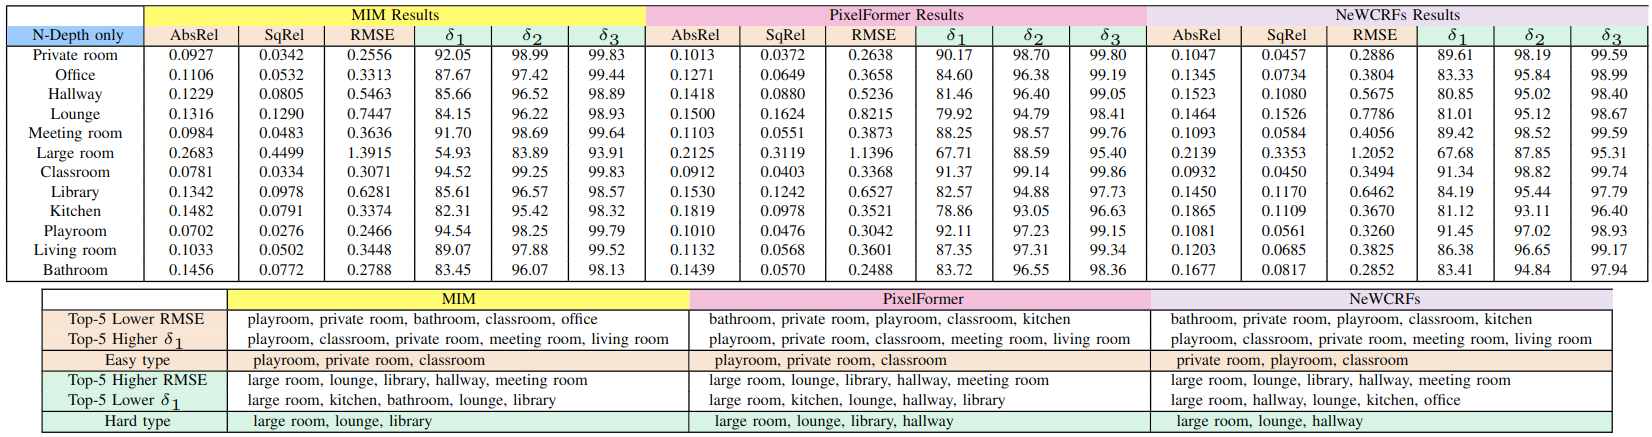 MIM Results PixelFormer Results NeWCRFs Results
N-Depth only AbsRel SqRel RMSE δ1 δ2 δ3 AbsRel SqRel RMSE δ1 δ2 δ3 AbsRel SqRel RMSE δ1 δ2 δ3
Private room 0.0927 0.0342 0.2556 92.05 98.99 99.83 0.1013 0.0372 0.2638 90.17 98.70 99.80 0.1047 0.0457 0.2886 89.61 98.19 99.59
Office 0.1106 0.0532 0.3313 87.67 97.42 99.44 0.1271 0.0649 0.3658 84.60 96.38 99.19 0.1345 0.0734 0.3804 83.33 95.84 98.99
Hallway 0.1229 0.0805 0.5463 85.66 96.52 98.89 0.1418 0.0880 0.5236 81.46 96.40 99.05 0.1523 0.1080 0.5675 80.85 95.02 98.40
Lounge 0.1316 0.1290 0.7447 84.15 96.22 98.93 0.1500 0.1624 0.8215 79.92 94.79 98.41 0.1464 0.1526 0.7786 81.01 95.12 98.67
Meeting room 0.0984 0.0483 0.3636 91.70 98.69 99.64 0.1103 0.0551 0.3873 88.25 98.57 99.76 0.1093 0.0584 0.4056 89.42 98.52 99.59
Large room 0.2683 0.4499 1.3915 54.93 83.89 93.91 0.2125 0.3119 1.1396 67.71 88.59 95.40 0.2139 0.3353 1.2052 67.68 87.85 95.31
Classroom 0.0781 0.0334 0.3071 94.52 99.25 99.83 0.0912 0.0403 0.3368 91.37 99.14 99.86 0.0932 0.0450 0.3494 91.34 98.82 99.74
Library 0.1342 0.0978 0.6281 85.61 96.57 98.57 0.1530 0.1242 0.6527 82.57 94.88 97.73 0.1450 0.1170 0.6462 84.19 95.44 97.79
Kitchen 0.1482 0.0791 0.3374 82.31 95.42 98.32 0.1819 0.0978 0.3521 78.86 93.05 96.63 0.1865 0.1109 0.3670 81.12 93.11 96.40
Playroom 0.0702 0.0276 0.2466 94.54 98.25 99.79 0.1010 0.0476 0.3042 92.11 97.23 99.15 0.1081 0.0561 0.3260 91.45 97.02 98.93
Living room 0.1033 0.0502 0.3448 89.07 97.88 99.52 0.1132 0.0568 0.3601 87.35 97.31 99.34 0.1203 0.0685 0.3825 86.38 96.65 99.17
Bathroom 0.1456 0.0772 0.2788 83.45 96.07 98.13 0.1439 0.0570 0.2488 83.72 96.55 98.36 0.1677 0.0817 0.2852 83.41 94.84 97.94
MIM PixelFormer NeWCRFs
Top-5 Lower RMSE playroom, private room, bathroom, classroom, office bathroom, private room, playroom, classroom, kitchen bathroom, private room, playroom, classroom, kitchen
Top-5 Higher δ1 playroom, classroom, private room, meeting room, living room playroom, private room, classroom, meeting room, living room playroom, classroom, private room, meeting room, living room
Easy type playroom, private room, classroom playroom, private room, classroom private room, playroom, classroom
Top-5 Higher RMSE large room, lounge, library, hallway, meeting room large room, lounge, library, hallway, meeting room large room, lounge, library, hallway, meeting room
Top-5 Lower δ1 large room, kitchen, bathroom, lounge, library large room, kitchen, lounge, hallway, library large room, hallway, lounge, kitchen, office
Hard type large room, lounge, library large room, lounge, library, hallway large room, lounge, hallway